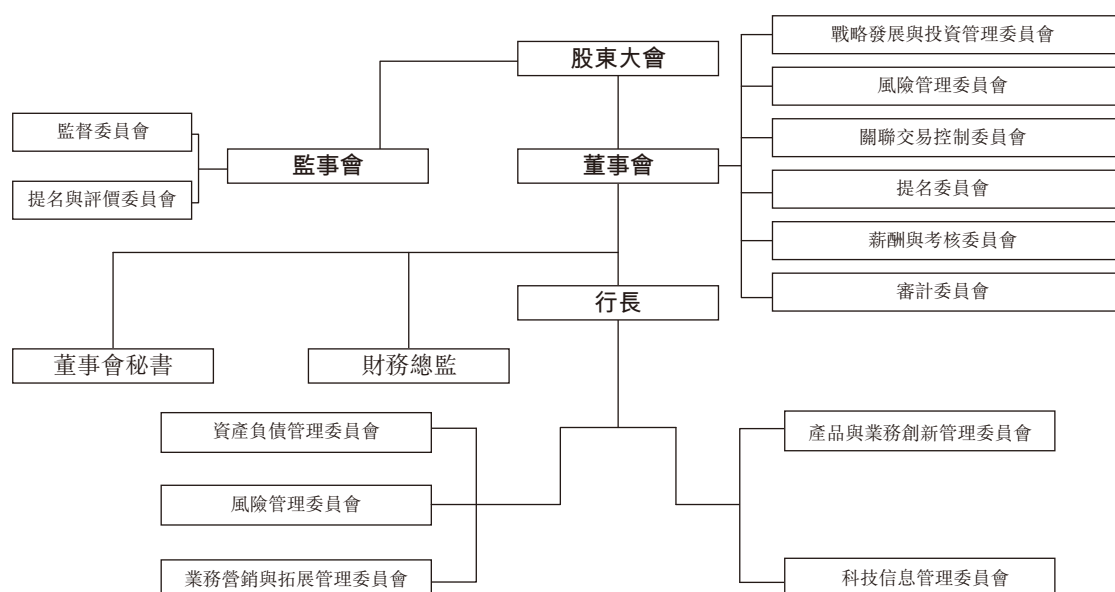 戰略發展與投資管理委員會
股東大會
風險管理委員會
監督委員會
關聯交易控制委員會
監事會
董事會
提名與評價委員會
提名委員會
薪酬與考核委員會
行長
審計委員會
董事會秘書
財務總監
資產負債管理委員會
產品與業務創新管理委員會
風險管理委員會
業務營銷與拓展管理委員會
科技信息管理委員會